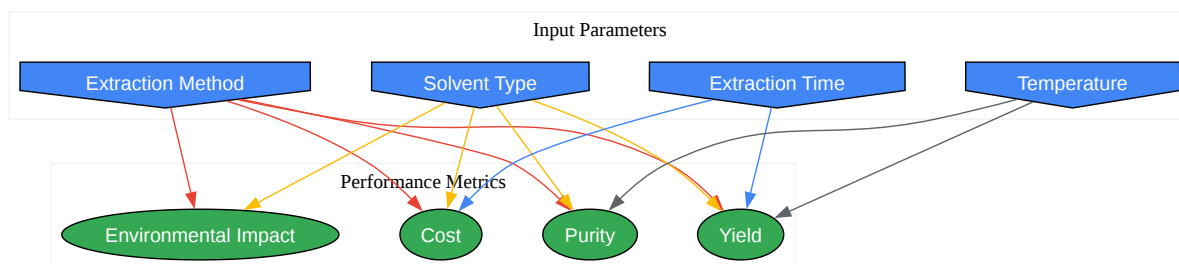 Input Parameters
Extraction Method
Solvent Type
Extraction Time
Temperature
Performance Metrics
Environmental Impact
Cost
Purity
Yield